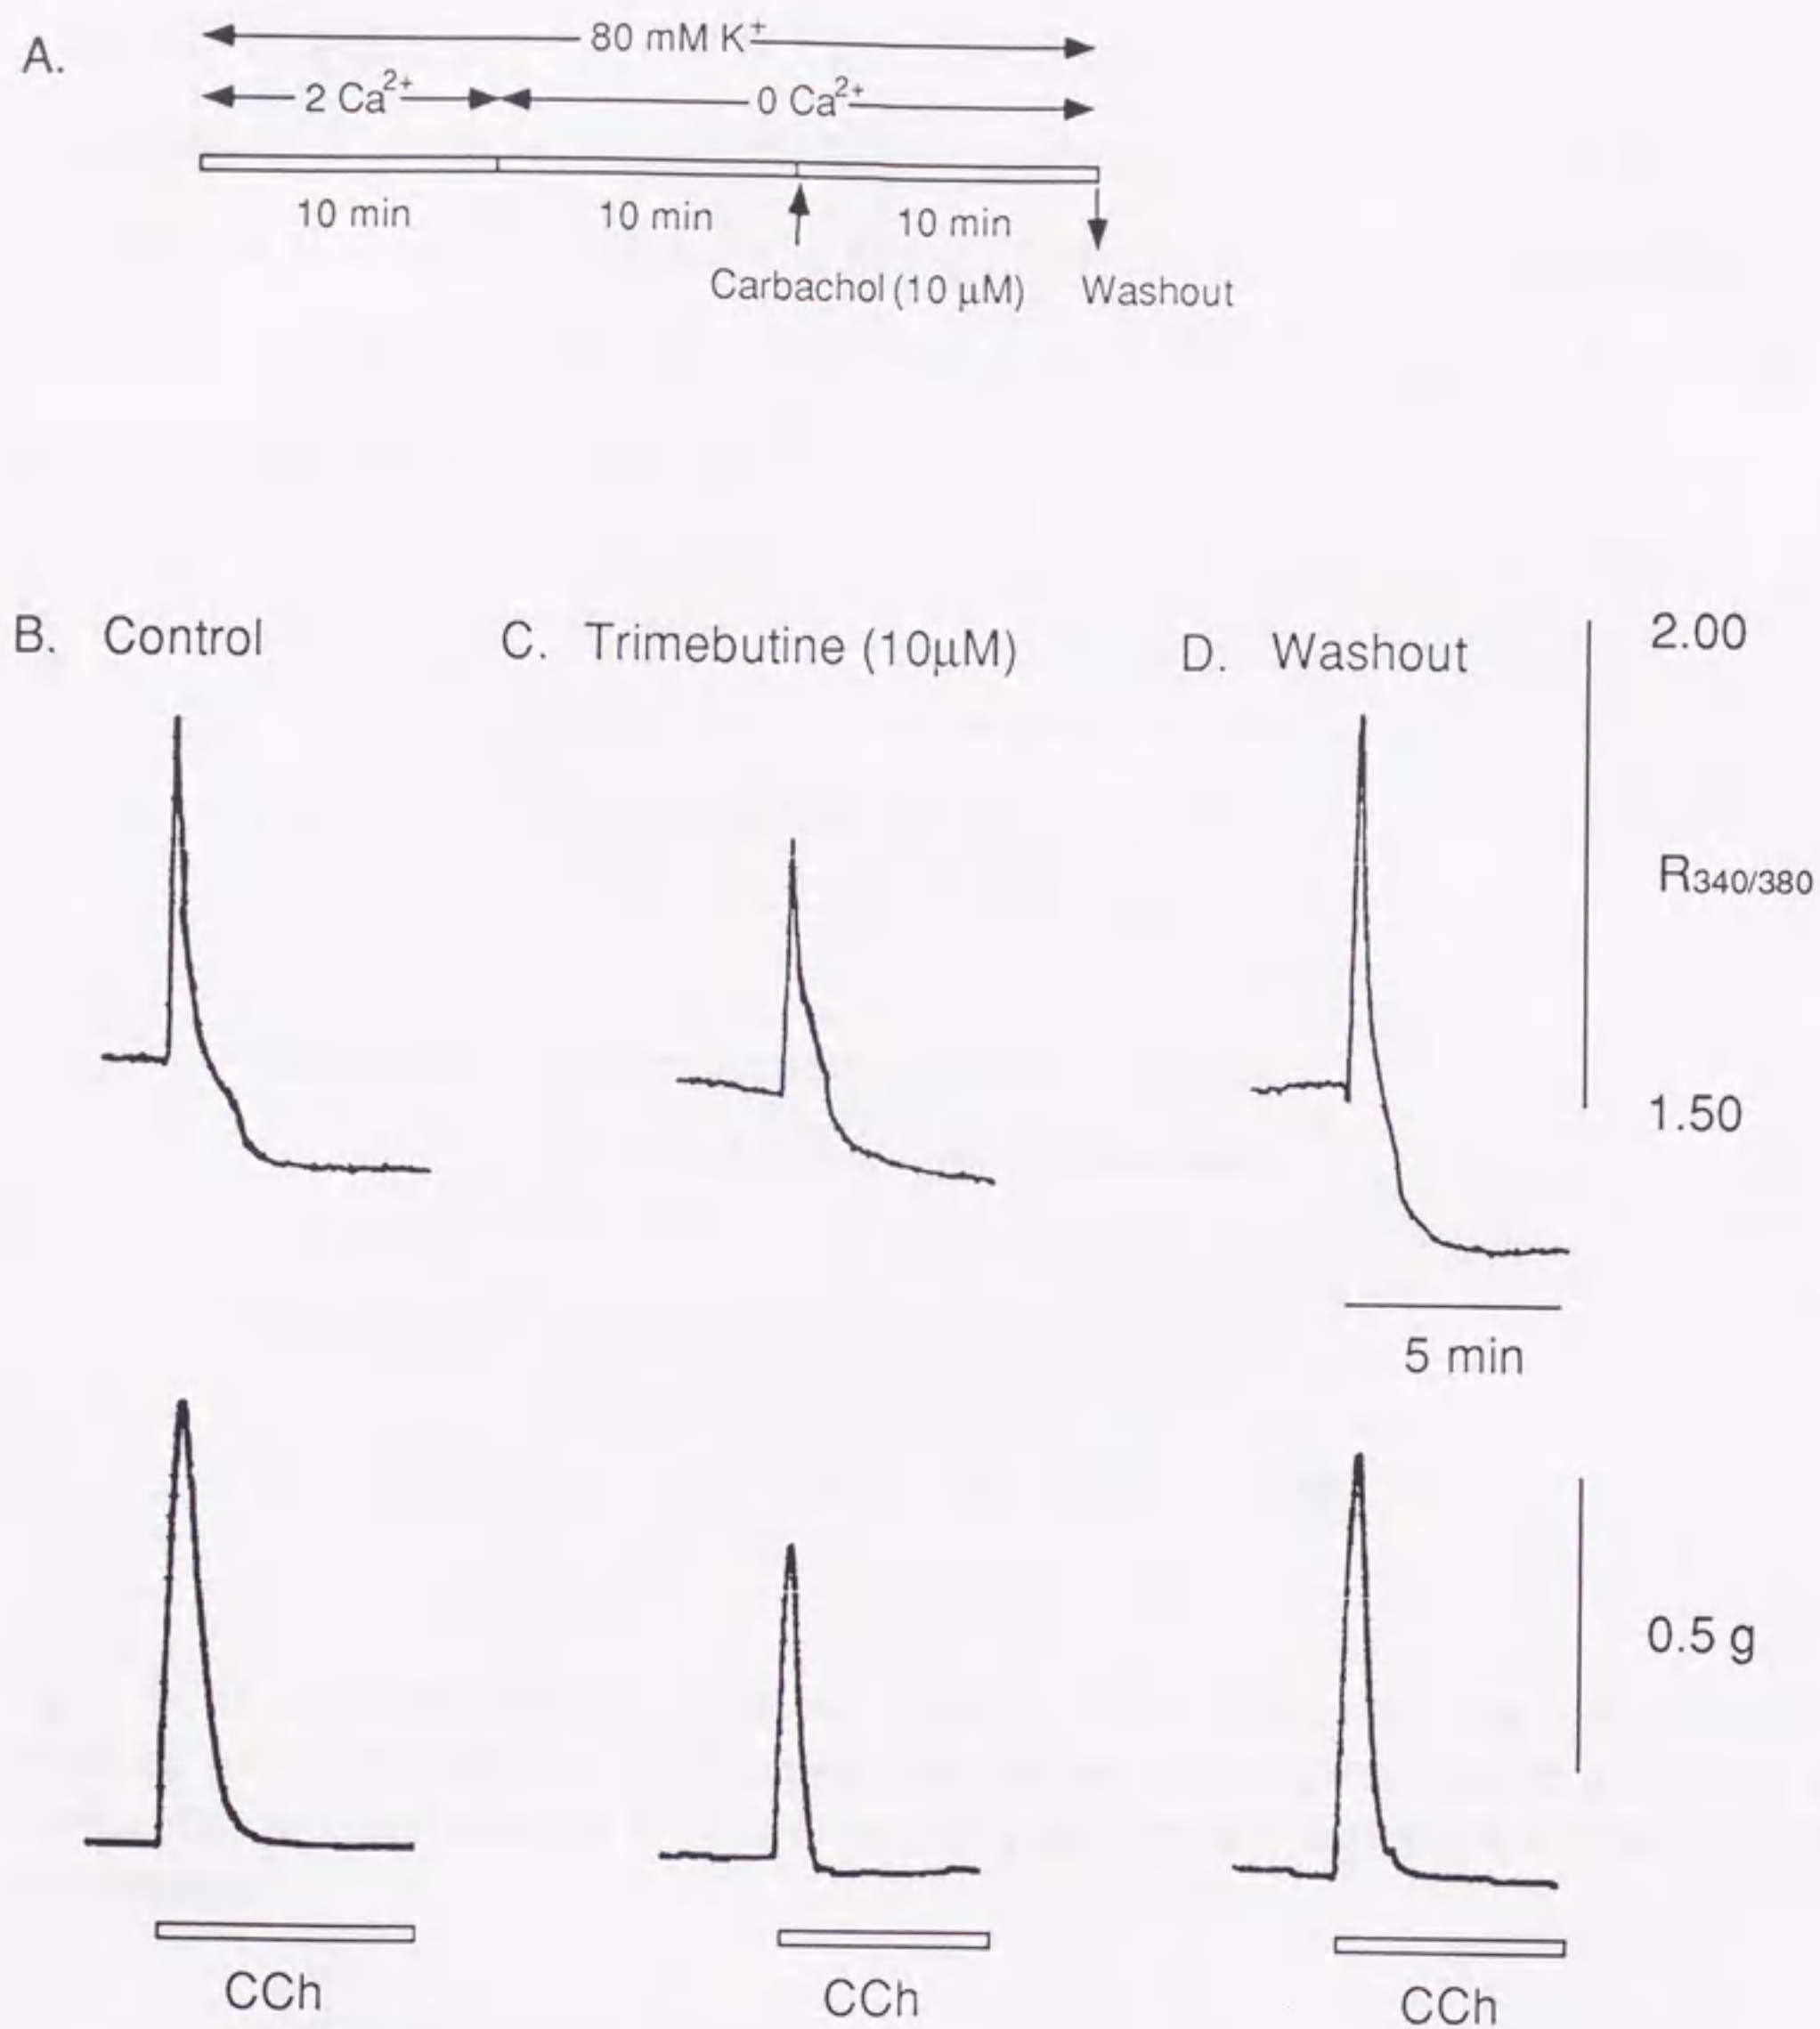 A.
80 mM K+
2 Ca2+ 0 Ca2+
10 min 10 min 10 min
Carbachol (10 μM) Washout
B. Control C. Trimebutine (10μM) D. Washout
2.00
R340/380
1.50
5 min
0.5 g
CCh CCh CCh